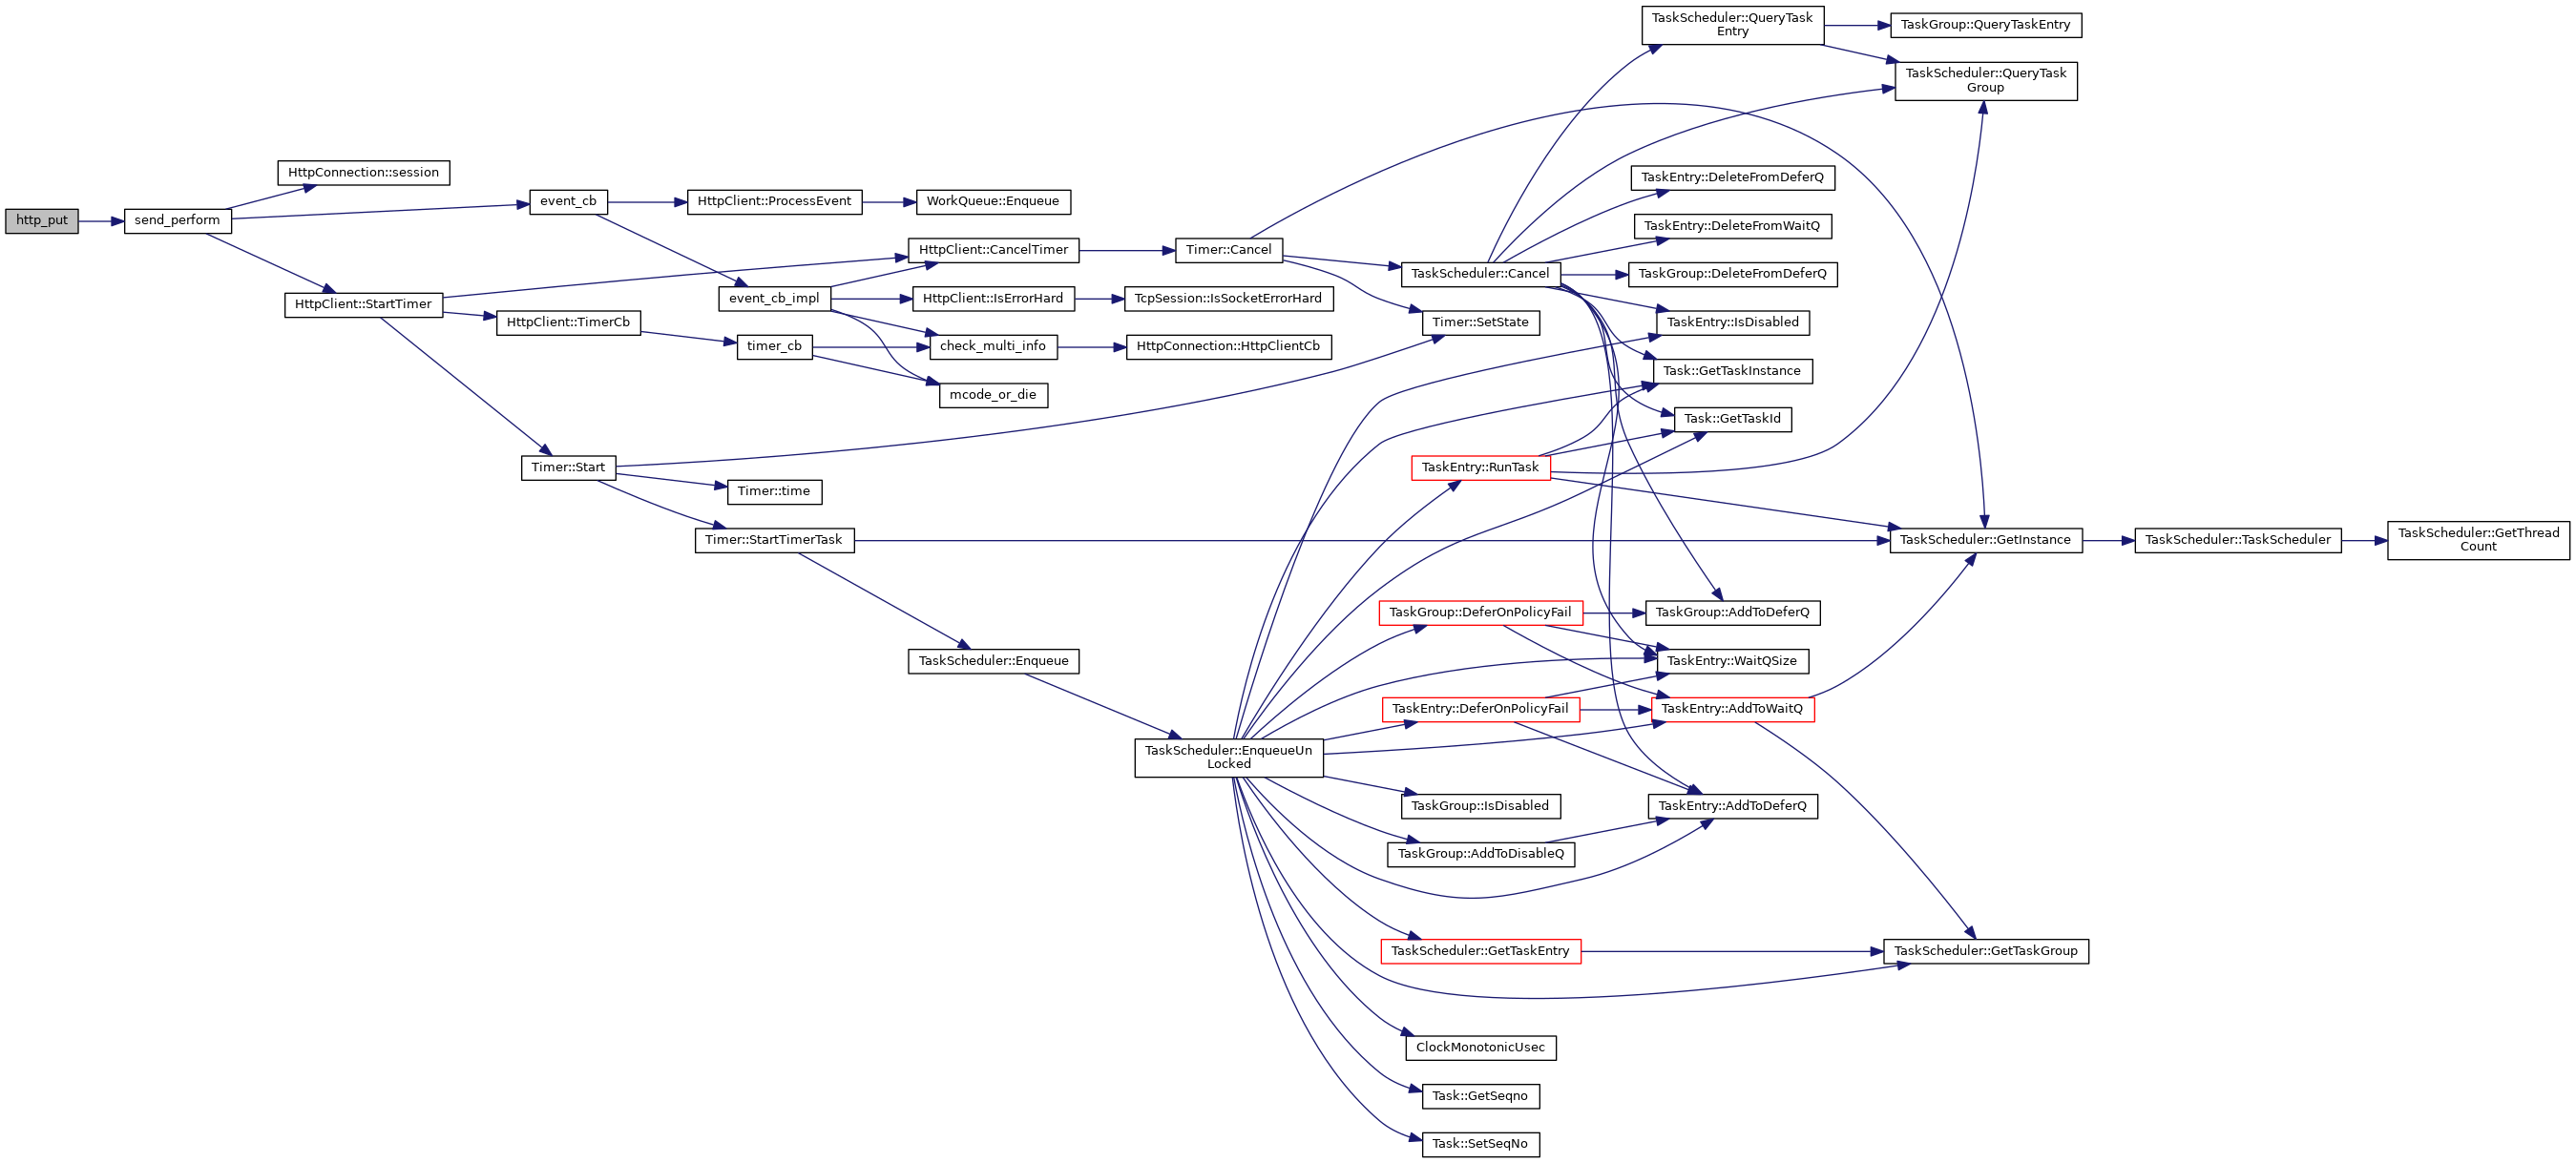 TaskScheduler::QueryTask
Entry
TaskGroup::QueryTaskEntry
TaskScheduler::QueryTask
Group
HttpConnection::session
TaskEntry::DeleteFromDeferQ
http_put
send_perform
event_cb
HttpClient::ProcessEvent
WorkQueue::Enqueue
TaskEntry::DeleteFromWaitQ
HttpClient::CancelTimer
Timer::Cancel
TaskScheduler::Cancel
TaskGroup::DeleteFromDeferQ
HttpClient::StartTimer
event_cb_impl
HttpClient::IsErrorHard
TcpSession::IsSocketErrorHard
HttpClient::TimerCb
Timer::SetState
TaskEntry::IsDisabled
timer_cb
check_multi_info
HttpConnection::HttpClientCb
Task::GetTaskInstance
mcode_or_die
Task::GetTaskId
Timer::Start
TaskEntry::RunTask
Timer::time
Timer::StartTimerTask
TaskScheduler::GetInstance
TaskScheduler::TaskScheduler
TaskScheduler::GetThread
Count
TaskGroup::DeferOnPolicyFail
TaskGroup::AddToDeferQ
TaskScheduler::Enqueue
TaskEntry::WaitQSize
TaskEntry::DeferOnPolicyFail
TaskEntry::AddToWaitQ
TaskScheduler::EnqueueUn
Locked
TaskGroup::IsDisabled
TaskEntry::AddToDeferQ
TaskGroup::AddToDisableQ
TaskScheduler::GetTaskEntry
TaskScheduler::GetTaskGroup
ClockMonotonicUsec
Task::GetSeqno
Task::SetSeqNo